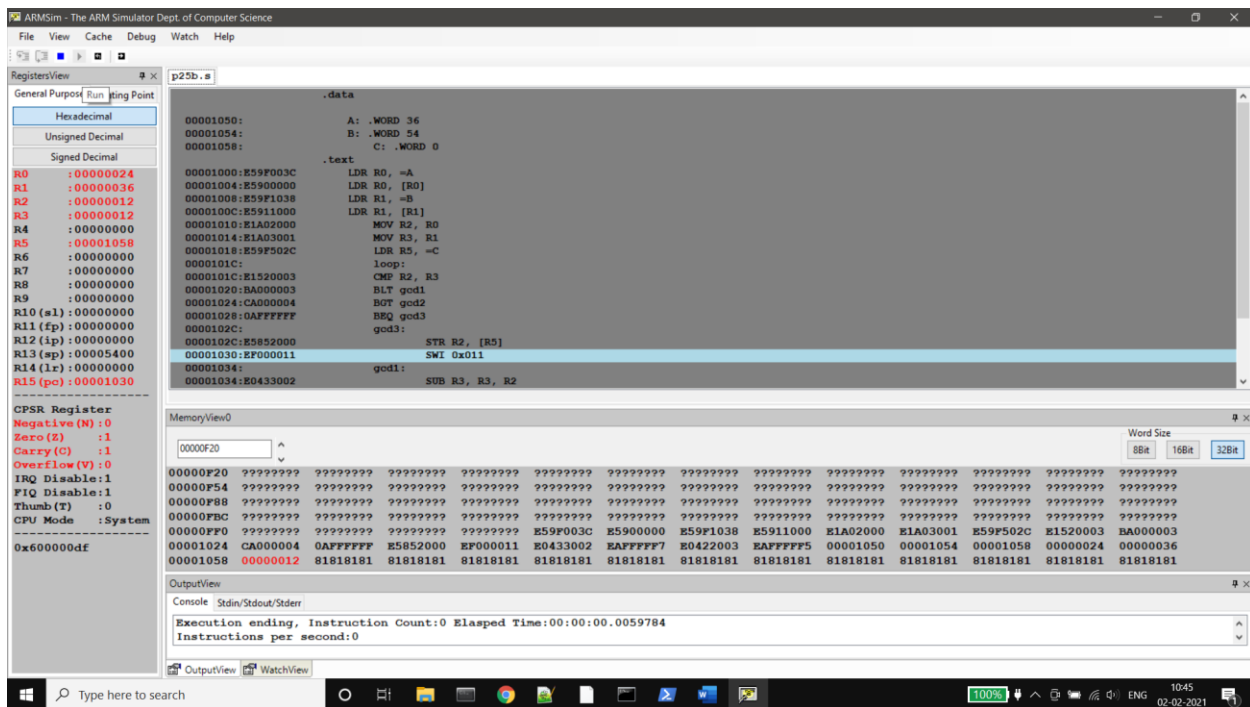 ARMSim - The ARM Simulator Dept. of Computer Science
File View Cache Debug Watch Help
RegistersView
General Purpose Run ating Point
Hexadecimal
Unsigned Decimal
Signed Decimal
R0 :00000024
R1 :00000036
R2 :00000012
R3 :00000012
R4 :00000000
R5 :00001058
R6 :00000000
R7 :00000000
R8 :00000000
R9 :00000000
R10(sl):00000000
R11(fp):00000000
R12(ip):00000000
R13(sp):00005400
R14(lr):00000000
R15(pc):00001030
-------------------
CPSR Register
Negative(N):0
Zero(Z) :1
Carry(C) :1
Overflow(V):0
IRQ Disable:1
FIQ Disable:1
Thumb(T) :0
CPU Mode :System
-------------------
0x600000df
p25b.s
.data
00001050: A: .WORD 36
00001054: B: .WORD 54
00001058: C: .WORD 0
.text
00001000:E59F003C LDR R0, =A
00001004:E5900000 LDR R0, [R0]
00001008:E59F1038 LDR R1, =B
0000100C:E5911000 LDR R1, [R1]
00001010:E1A02000 MOV R2, R0
00001014:E1A03001 MOV R3, R1
00001018:E59F502C LDR R5, =C
0000101C: loop:
0000101C:E1520003 CMP R2, R3
00001020:BA000003 BLT gcd1
00001024:CA000004 BGT gcd2
00001028:0AFFFFFF BEQ gcd3
0000102C: gcd3:
0000102C:E5852000 STR R2, [R5]
00001030:EF000011 SWI 0x011
00001034: gcd1:
00001034:E0433002 SUB R3, R3, R2
MemoryView0
00000F20
Word Size
8Bit 16Bit 32Bit
00000F20 ???????? ???????? ???????? ???????? ???????? ???????? ???????? ???????? ???????? ???????? ???????? ???????? ????????
00000F54 ???????? ???????? ???????? ???????? ???????? ???????? ???????? ???????? ???????? ???????? ???????? ???????? ????????
00000F88 ???????? ???????? ???????? ???????? ???????? ???????? ???????? ???????? ???????? ???????? ???????? ???????? ????????
00000FBC ???????? ???????? ???????? ???????? ???????? ???????? ???????? ???????? ???????? ???????? ???????? ???????? ????????
00000FF0 ???????? ???????? ???????? ???????? E59F003C E5900000 E59F1038 E5911000 E1A02000 E1A03001 E59F502C E1520003 BA000003
00001024 CA000004 0AFFFFFF E5852000 EF000011 E0433002 EAFFFFF7 E0422003 EAFFFFF5 00001050 00001054 00001058 00000024 00000036
00001058 00000012 81818181 81818181 81818181 81818181 81818181 81818181 81818181 81818181 81818181 81818181 81818181 81818181
OutputView
Console Stdin/Stdout/Stderr
Execution ending, Instruction Count:0 Elasped Time:00:00:00.0059784
Instructions per second:0
OutputView WatchView
Type here to search
100% ENG 10:45
02-02-2021